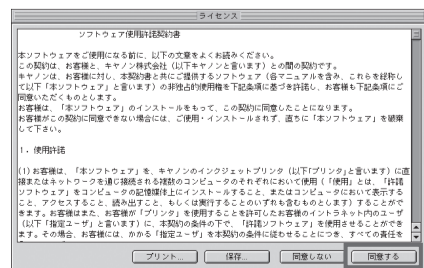 ライセンス
ソフトウェア使用許諾契約書
本ソフトウェアをご使用になる前に、以下の文章をよくお読みください。
この契約は、お客様と、キヤノン株式会社（以下キヤノンと言います）との間の契約です。
キヤノンは、お客様に対し、本契約書と共にご提供するソフトウェア（各マニュアルを含み、これらを総称し
て以下「本ソフトウェア」と言います）の非独占的使用権を下記条項に基づき許諾し、お客様も下記条項にご
同意いただくものとします。
お客様は、「本ソフトウェア」のインストールをもって、この契約に同意したことになります。
お客様がこの契約に同意できない場合には、ご使用・インストールされず、直ちに「本ソフトウェア」を破棄
して下さい。
1．使用許諾
(1) お客様は、「本ソフトウェア」を、キヤノンのインクジェットプリンタ（以下｢プリンタ｣と言います）に直
接またはネットワークを通じ接続される複数のコンピュータのそれぞれにおいて使用（「使用」とは、「許諾
ソフトウェア」をコンピュータの記憶媒体上にインストールすること、またはコンピュータにおいて表示する
こと、アクセスすること、読み出すこと、もしくは実行することのいずれも含むものとします）することがで
きます。お客様はまた、お客様が「プリンタ」を使用することを許可したお客様のイントラネット内のユーザ
（以下「指定ユーザ」と言います）に、本契約の条件の下で、「許諾ソフトウェア」を使用させることができ
ます。その場合、お客様には、かかる「指定ユーザ」を本契約の条件に従わせることにつき、すべての責任を
プリント... 保存... 同意しない 同意する